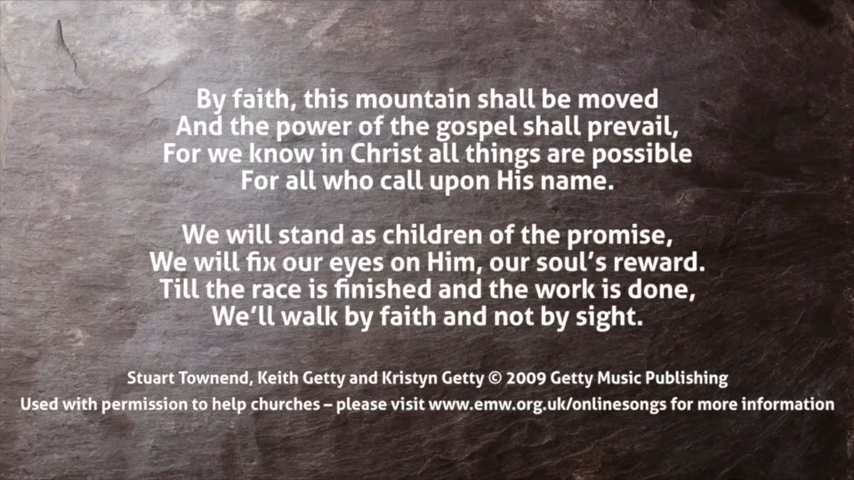 By faith, this mountain shall be moved
And the power of the gospel shall prevail,
For we know in Christ all things are possible
For all who call upon His name.
We will stand as children of the promise,
We will fix our eyes on Him, our soul’s reward.
Till the race is finished and the work is done,
We’ll walk by faith and not by sight.
Stuart Townend, Keith Getty and Kristyn Getty © 2009 Getty Music Publishing
Used with permission to help churches – please visit www.emw.org.uk/onlinesongs for more information